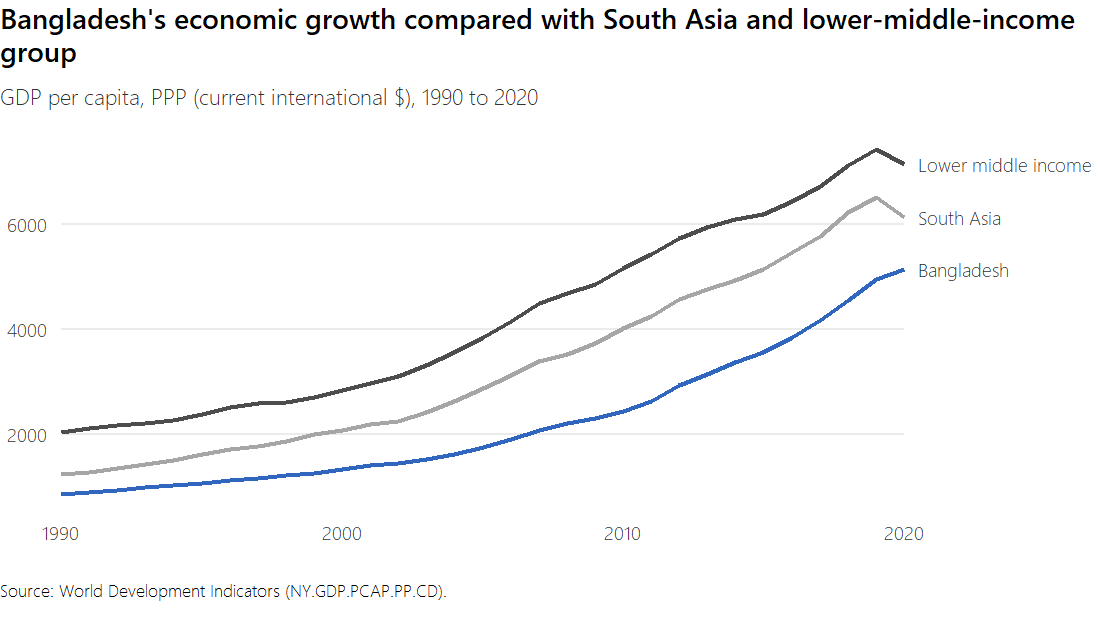 Bangladesh's economic growth compared with South Asia and lower-middle-income
group
GDP per capita, PPP (current international $), 1990 to 2020
Lower middle income
6000
South Asia
Bangladesh
4000
2000
1990 2000 2010 2020
Source: World Development Indicators (NY.GDP.PCAP.PP.CD).